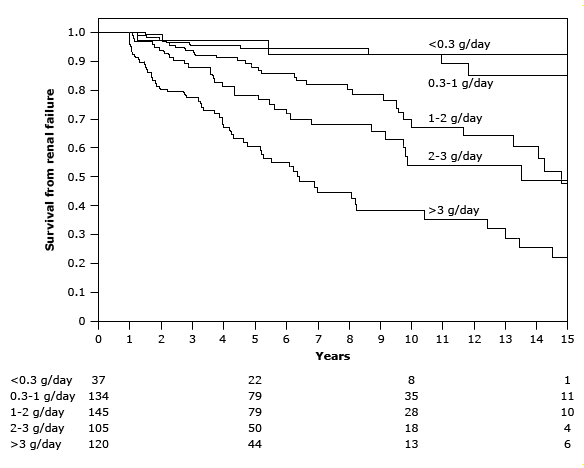 Survival from renal failure
1.0
0.9
0.8
0.7
0.6
0.5
0.4
0.3
0.2
0.1
0
<0.3 g/day
0.3-1 g/day
1-2 g/day
2-3 g/day
>3 g/day
0 1 2 3 4 5 6 7 8 9 10 11 12 13 14 15
Years
<0.3 g/day 37 22 8 1
0.3-1 g/day 134 79 35 11
1-2 g/day 145 79 28 10
2-3 g/day 105 50 18 4
>3 g/day 120 44 13 6